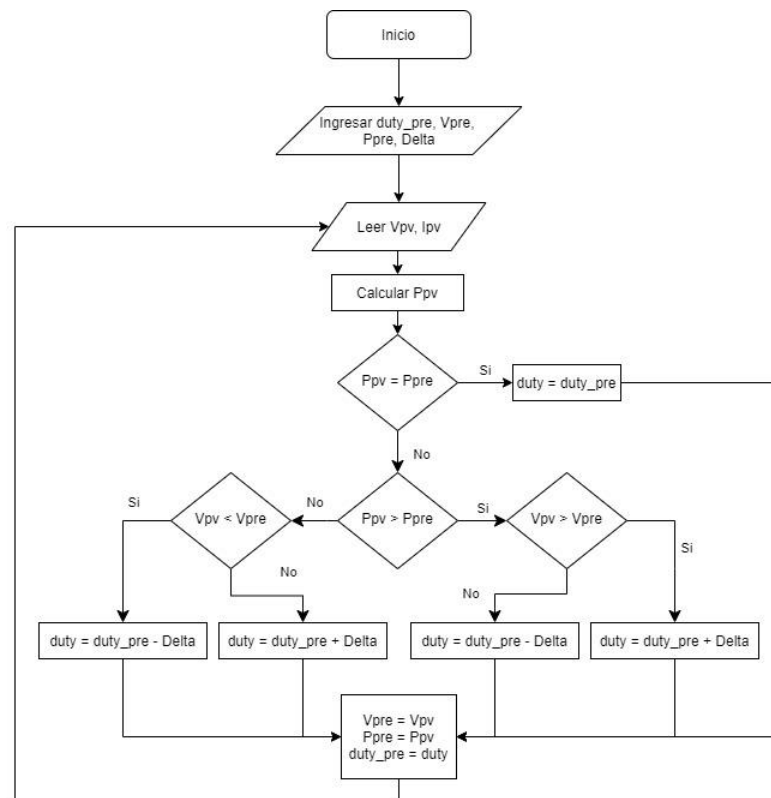 Inicio
Ingresar duty_pre, Vpre,
Ppre, Delta
Leer Vpv, Ipv
Calcular Ppv
Ppv = Ppre
Si
duty = duty_pre
No
Vpv < Vpre
Si
No
No
Ppv > Ppre
Si
Vpv > Vpre
Si
No
duty = duty_pre - Delta
duty = duty_pre + Delta
duty = duty_pre - Delta
duty = duty_pre + Delta
Vpre = Vpv
Ppre = Ppv
duty_pre = duty